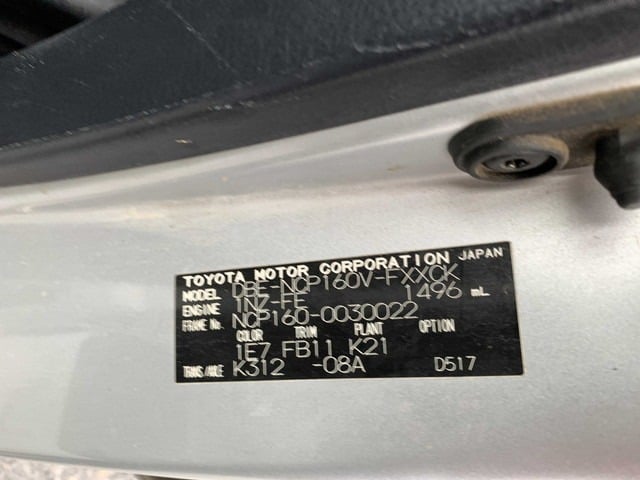 TOYOTA MOTOR CORPORATION JAPAN
MODEL DBE-NCP160V-FXXCK
ENGINE 1NZ-FE 1496 mL
FRAME No. NCP160-0030022
COLOR TRIM PLANT OPTION
1E7 FB11 K21
TRANS/AXLE K312 -08A D517